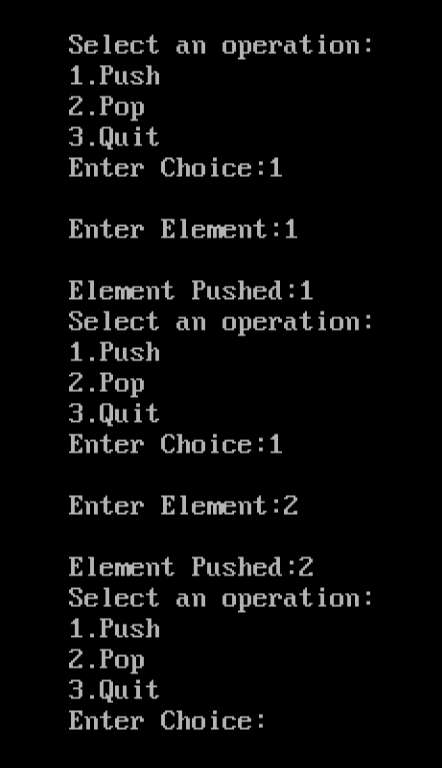 Select an operation:
1.Push
2.Pop
3.Quit
Enter Choice:1
Enter Element:1
Element Pushed:1
Select an operation:
1.Push
2.Pop
3.Quit
Enter Choice:1
Enter Element:2
Element Pushed:2
Select an operation:
1.Push
2.Pop
3.Quit
Enter Choice: